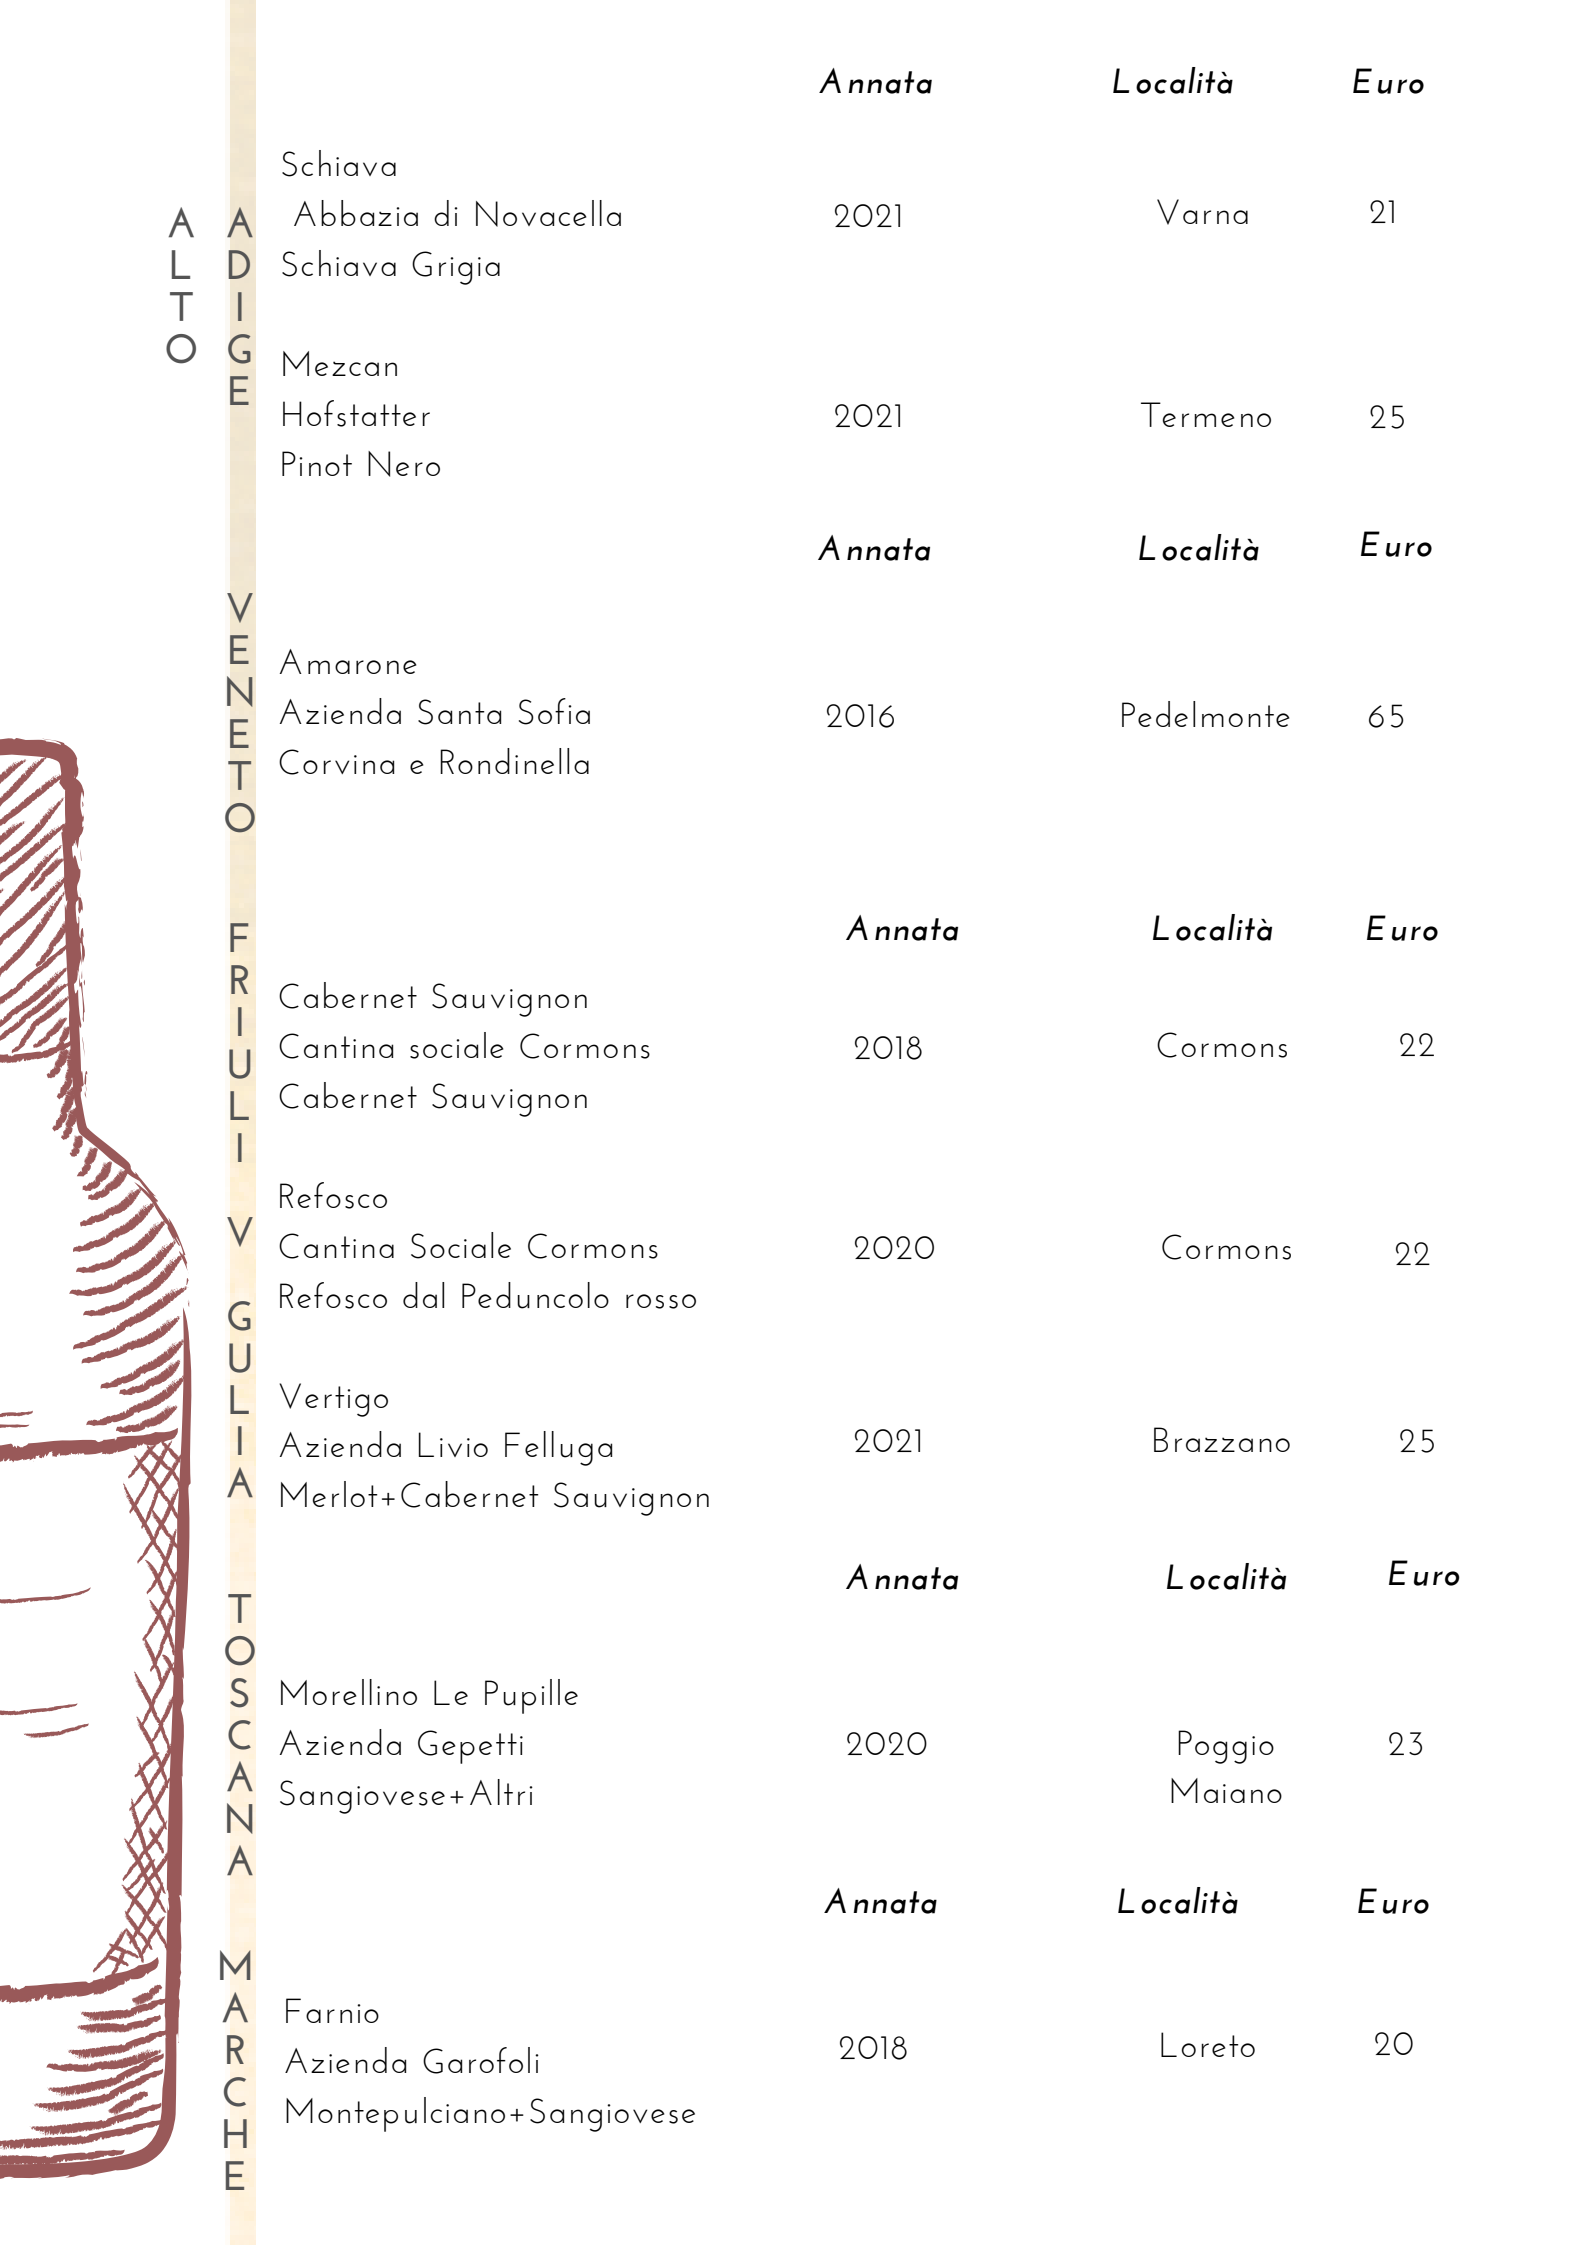 Annata Località Euro
ALTO ADIGE
Schiava
Abbazia di Novacella 2021 Varna 21
Schiava Grigia
Mezcan
Hofstatter 2021 Termeno 25
Pinot Nero
Annata Località Euro
VENETO
Amarone
Azienda Santa Sofia 2016 Pedelmonte 65
Corvina e Rondinella
Annata Località Euro
FRIULI V GULIA
Cabernet Sauvignon
Cantina sociale Cormons 2018 Cormons 22
Cabernet Sauvignon
Refosco
Cantina Sociale Cormons 2020 Cormons 22
Refosco dal Peduncolo rosso
Vertigo
Azienda Livio Felluga 2021 Brazzano 25
Merlot+Cabernet Sauvignon
Annata Località Euro
TOSCANA
Morellino Le Pupille
Azienda Gepetti 2020 Poggio 23
Sangiovese+Altri Maiano
Annata Località Euro
MARCHE
Farnio
Azienda Garofoli 2018 Loreto 20
Montepulciano+Sangiovese